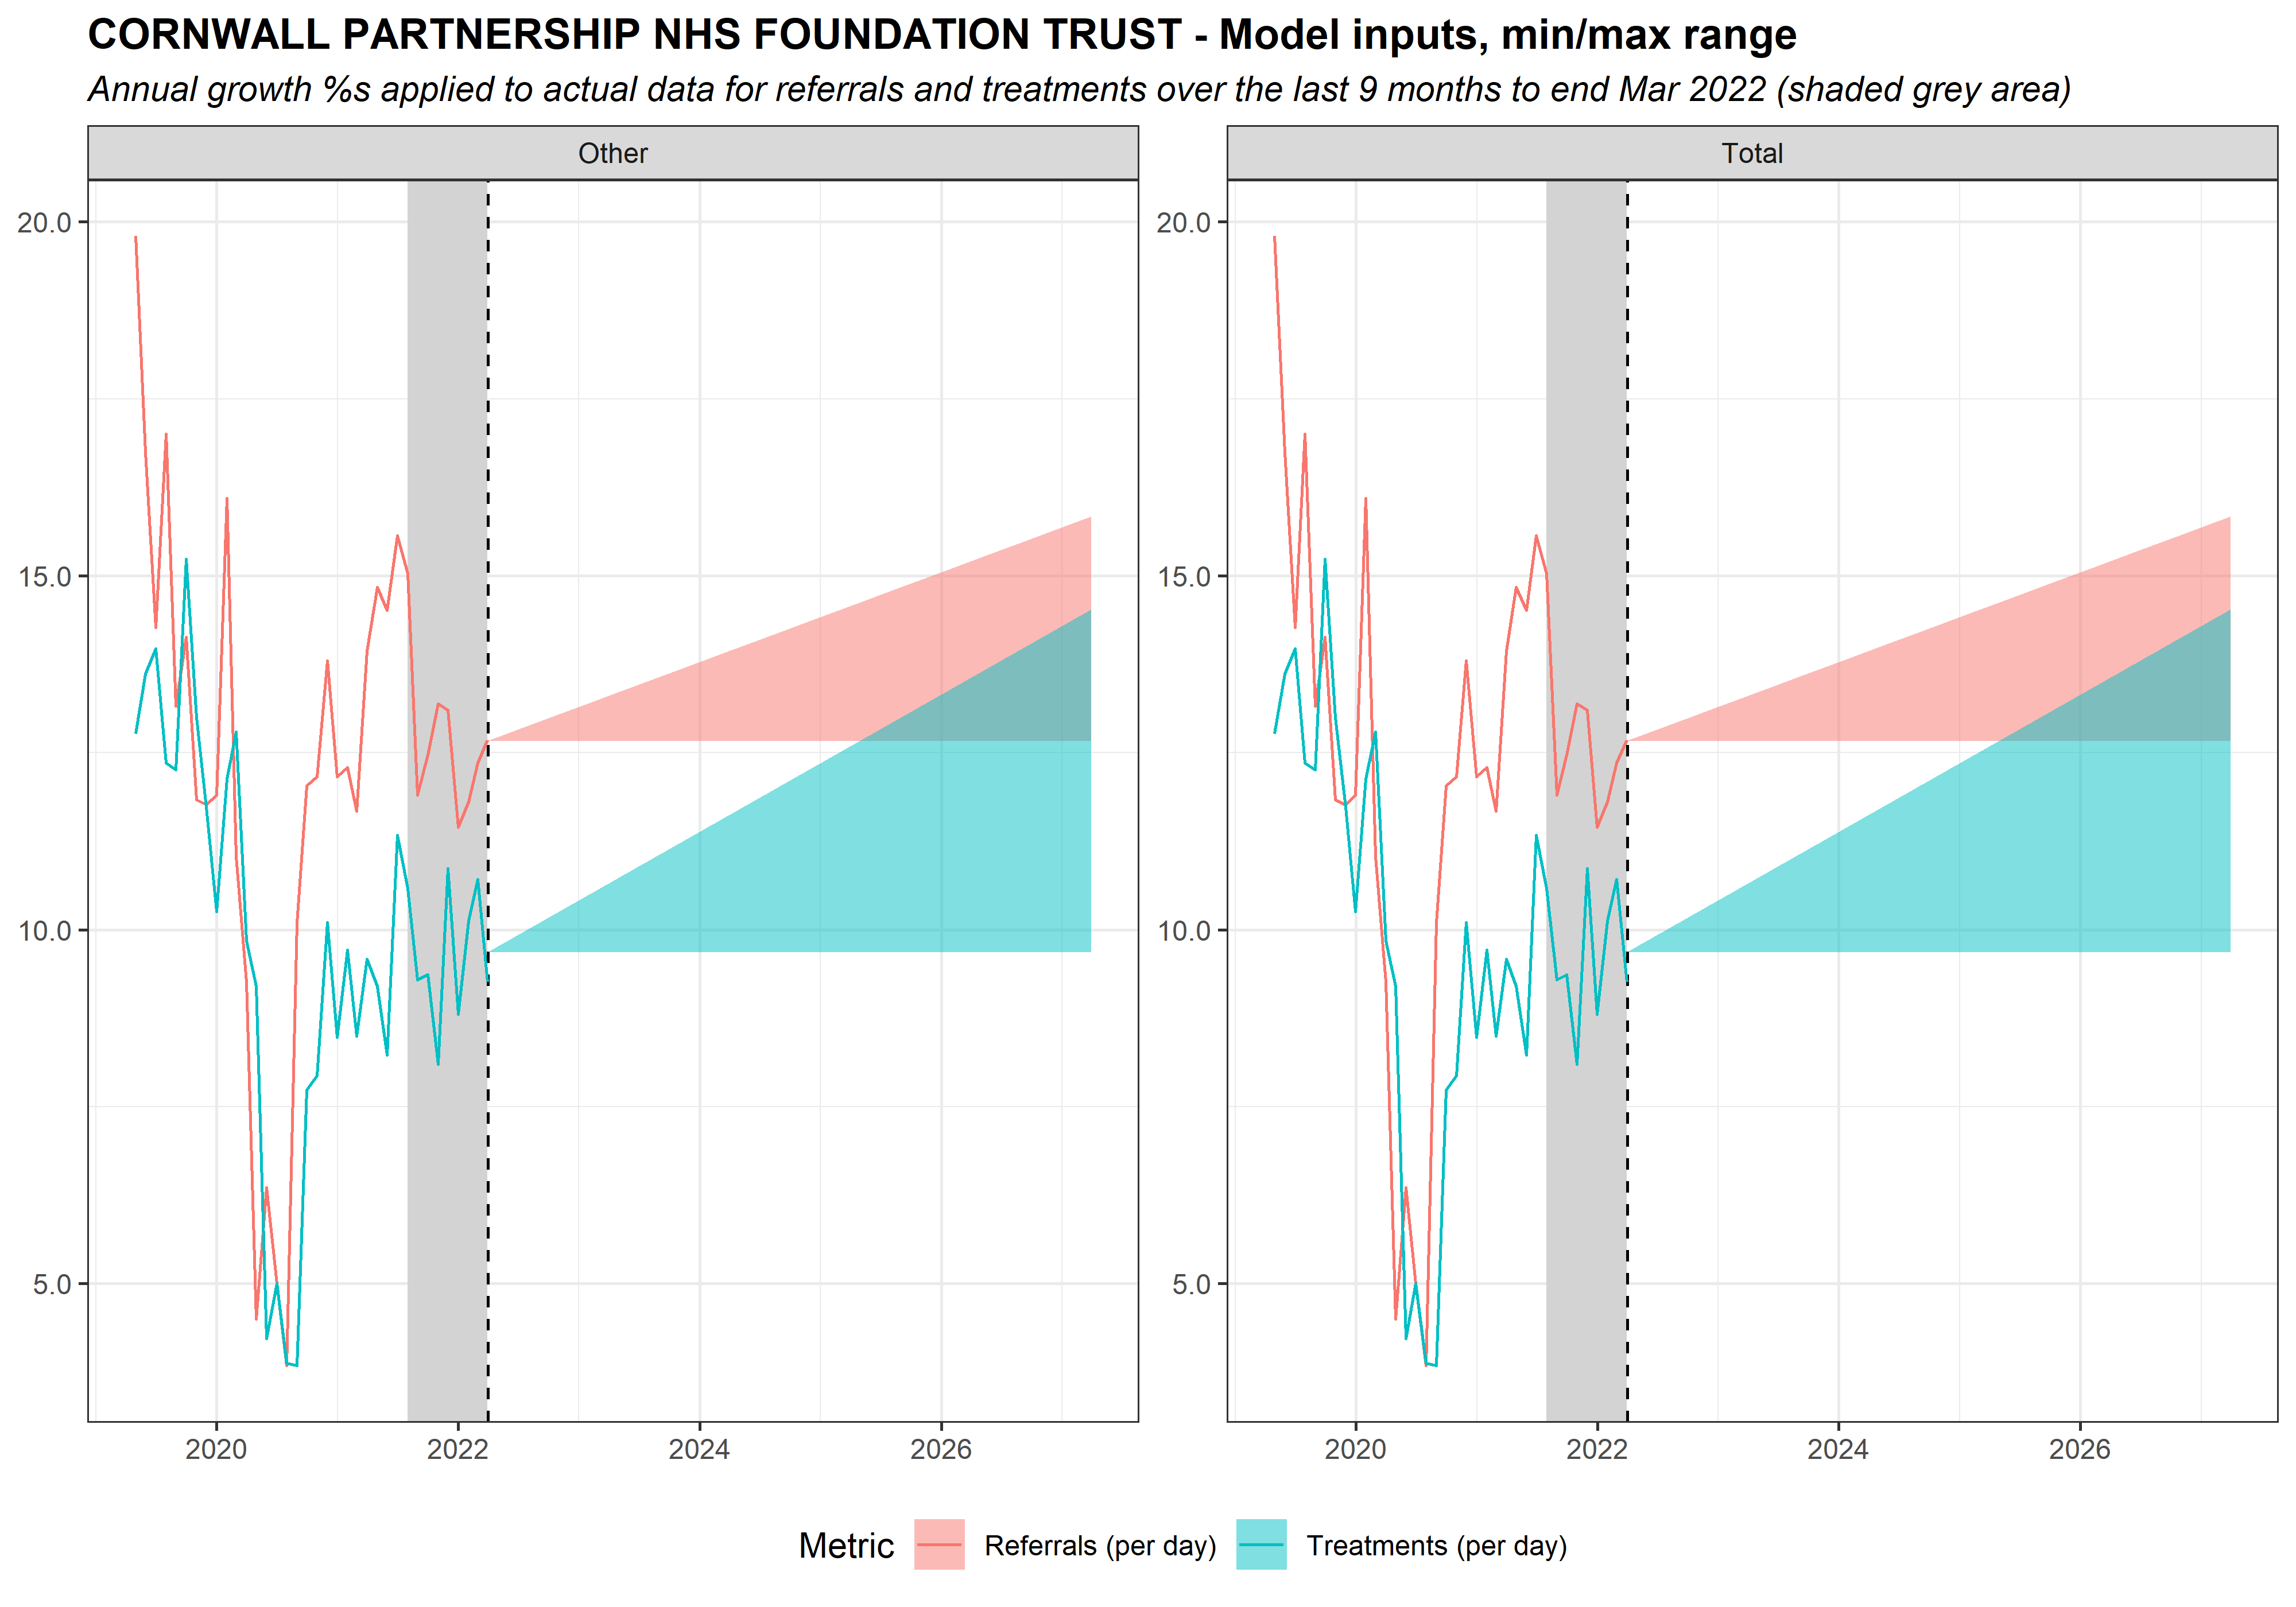 CORNWALL PARTNERSHIP NHS FOUNDATION TRUST - Model inputs, min/max range
Annual growth %s applied to actual data for referrals and treatments over the last 9 months to end Mar 2022 (shaded grey area)
Other
Total
20.0
15.0
10.0
5.0
20.0
15.0
10.0
5.0
2020 2022 2024 2026
2020 2022 2024 2026
Metric Referrals (per day) Treatments (per day)